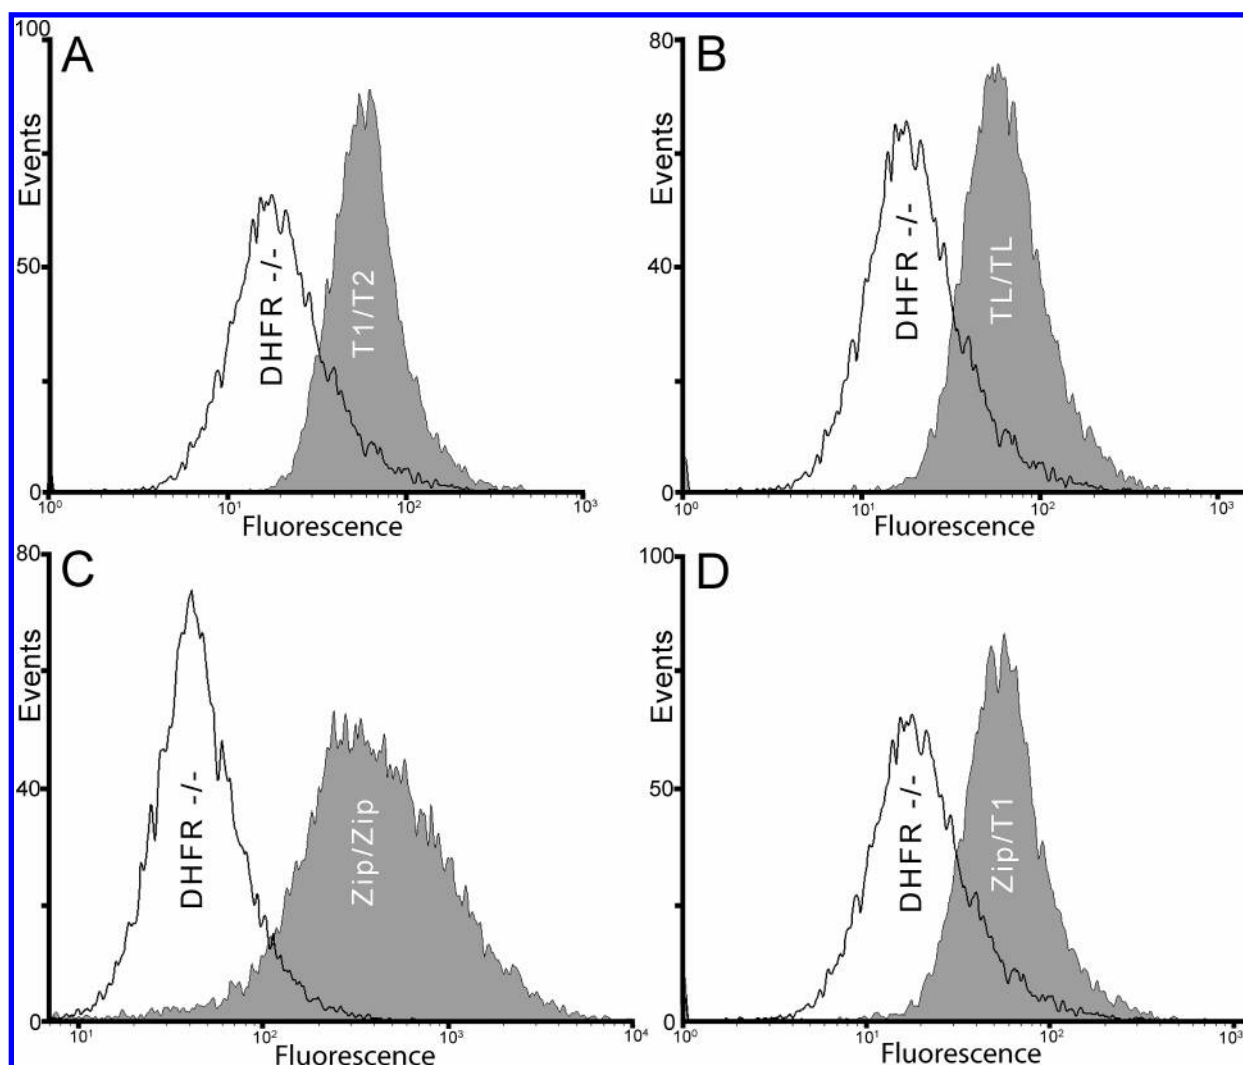 A
100
50
0
Events
DHFR -/-
T1/T2
10⁰
10¹
10²
10³
Fluorescence
B
80
40
0
Events
DHFR -/-
TL/TL
10⁰
10¹
10²
10³
Fluorescence
C
80
40
0
Events
DHFR -/-
Zip/Zip
10¹
10²
10³
10⁴
Fluorescence
D
100
50
0
Events
DHFR -/-
Zip/T1
10⁰
10¹
10²
10³
Fluorescence